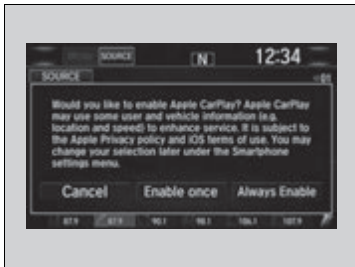 SOURCE N 12:34
SOURCE
Would you like to enable Apple CarPlay? Apple CarPlay
may use some user and vehicle information (e.g.
location and speed) to enhance service. It is subject to
the Apple Privacy policy and iOS terms of use. You may
change your selection later under the Smartphone
settings menu.
Cancel Enable once Always Enable
87.9 87.9 90.1 98.1 106.1 107.9